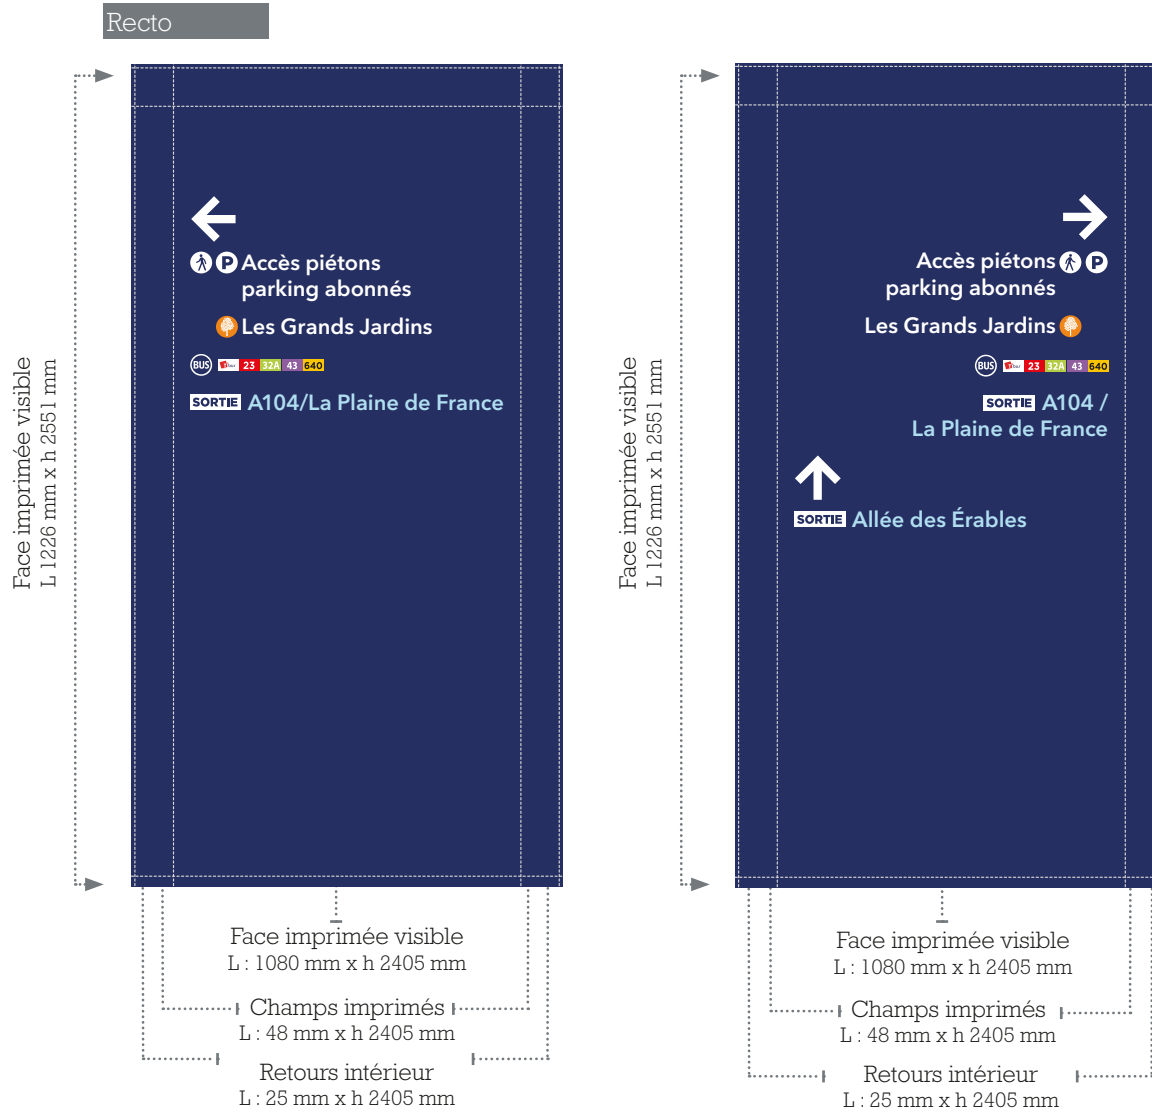 Recto
Face imprimée visible
L 1226 mm x h 2551 mm
P Accès piétons
parking abonnés
Les Grands Jardins
BUS 23 32A 43 640
SORTIE A104/La Plaine de France
Face imprimée visible
L : 1080 mm x h 2405 mm
Champs imprimés
L : 48 mm x h 2405 mm
Retours intérieur
L : 25 mm x h 2405 mm
Face imprimée visible
L 1226 mm x h 2551 mm
Accès piétons P
parking abonnés
Les Grands Jardins
BUS 23 32A 43 640
SORTIE A104 /
La Plaine de France
SORTIE Allée des Érables
Face imprimée visible
L : 1080 mm x h 2405 mm
Champs imprimés
L : 48 mm x h 2405 mm
Retours intérieur
L : 25 mm x h 2405 mm